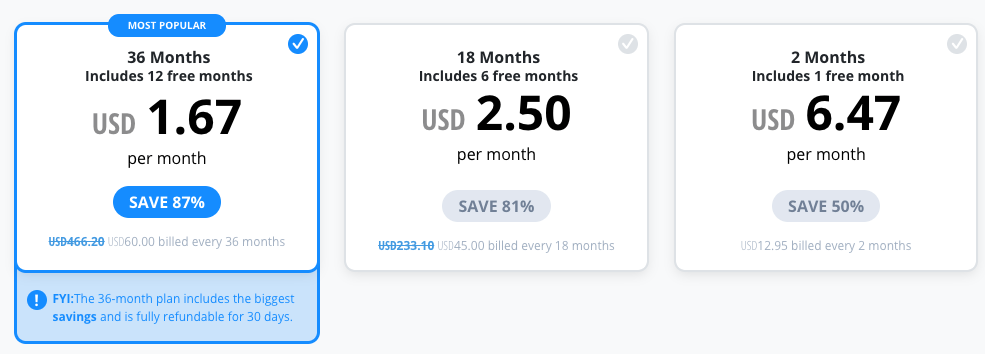 MOST POPULAR
36 Months
Includes 12 free months
USD 1.67
per month
SAVE 87%
USD466.20 USD60.00 billed every 36 months
FYI:The 36-month plan includes the biggest
savings and is fully refundable for 30 days.
18 Months
Includes 6 free months
USD 2.50
per month
SAVE 81%
USD233.10 USD45.00 billed every 18 months
2 Months
Includes 1 free month
USD 6.47
per month
SAVE 50%
USD12.95 billed every 2 months